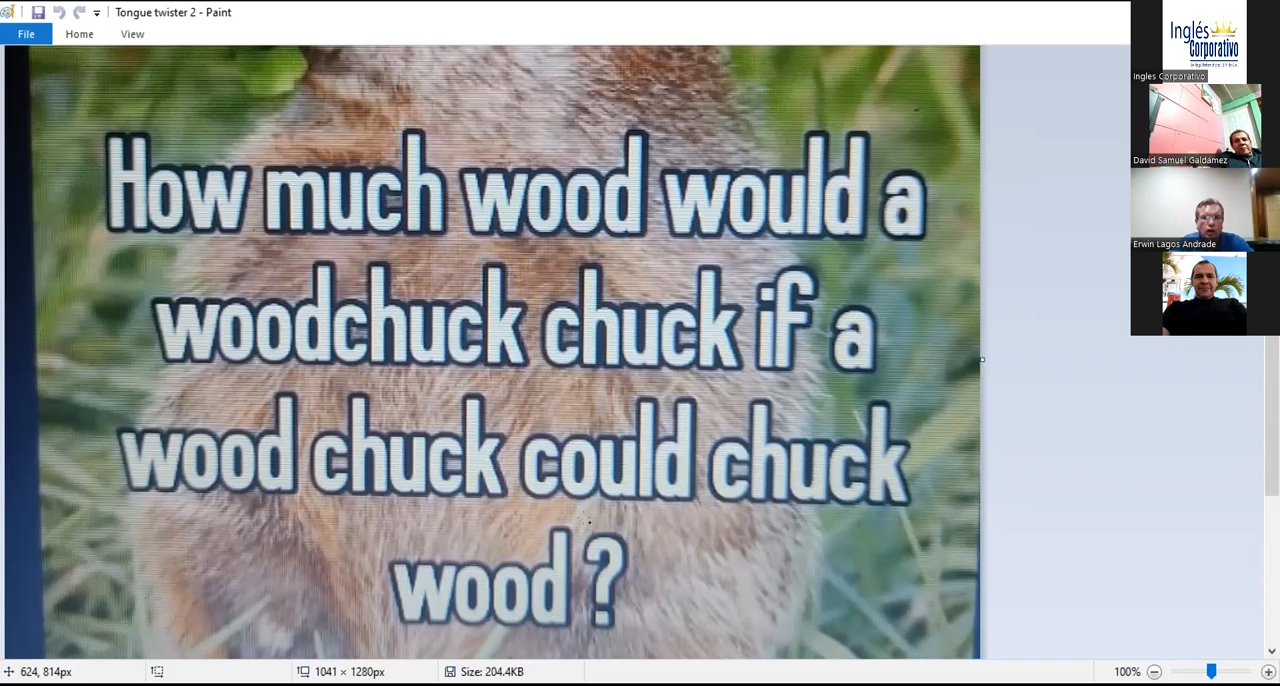 Tongue twister 2 - Paint
File Home View
How much wood would a
woodchuck chuck if a
wood chuck could chuck
wood ?
Inglés
Corporativo
Ingles Corporativo
David Samuel Galdámez
Erwin Lagos Andrade
624, 814px
1041 × 1280px
Size: 204.4KB
100%